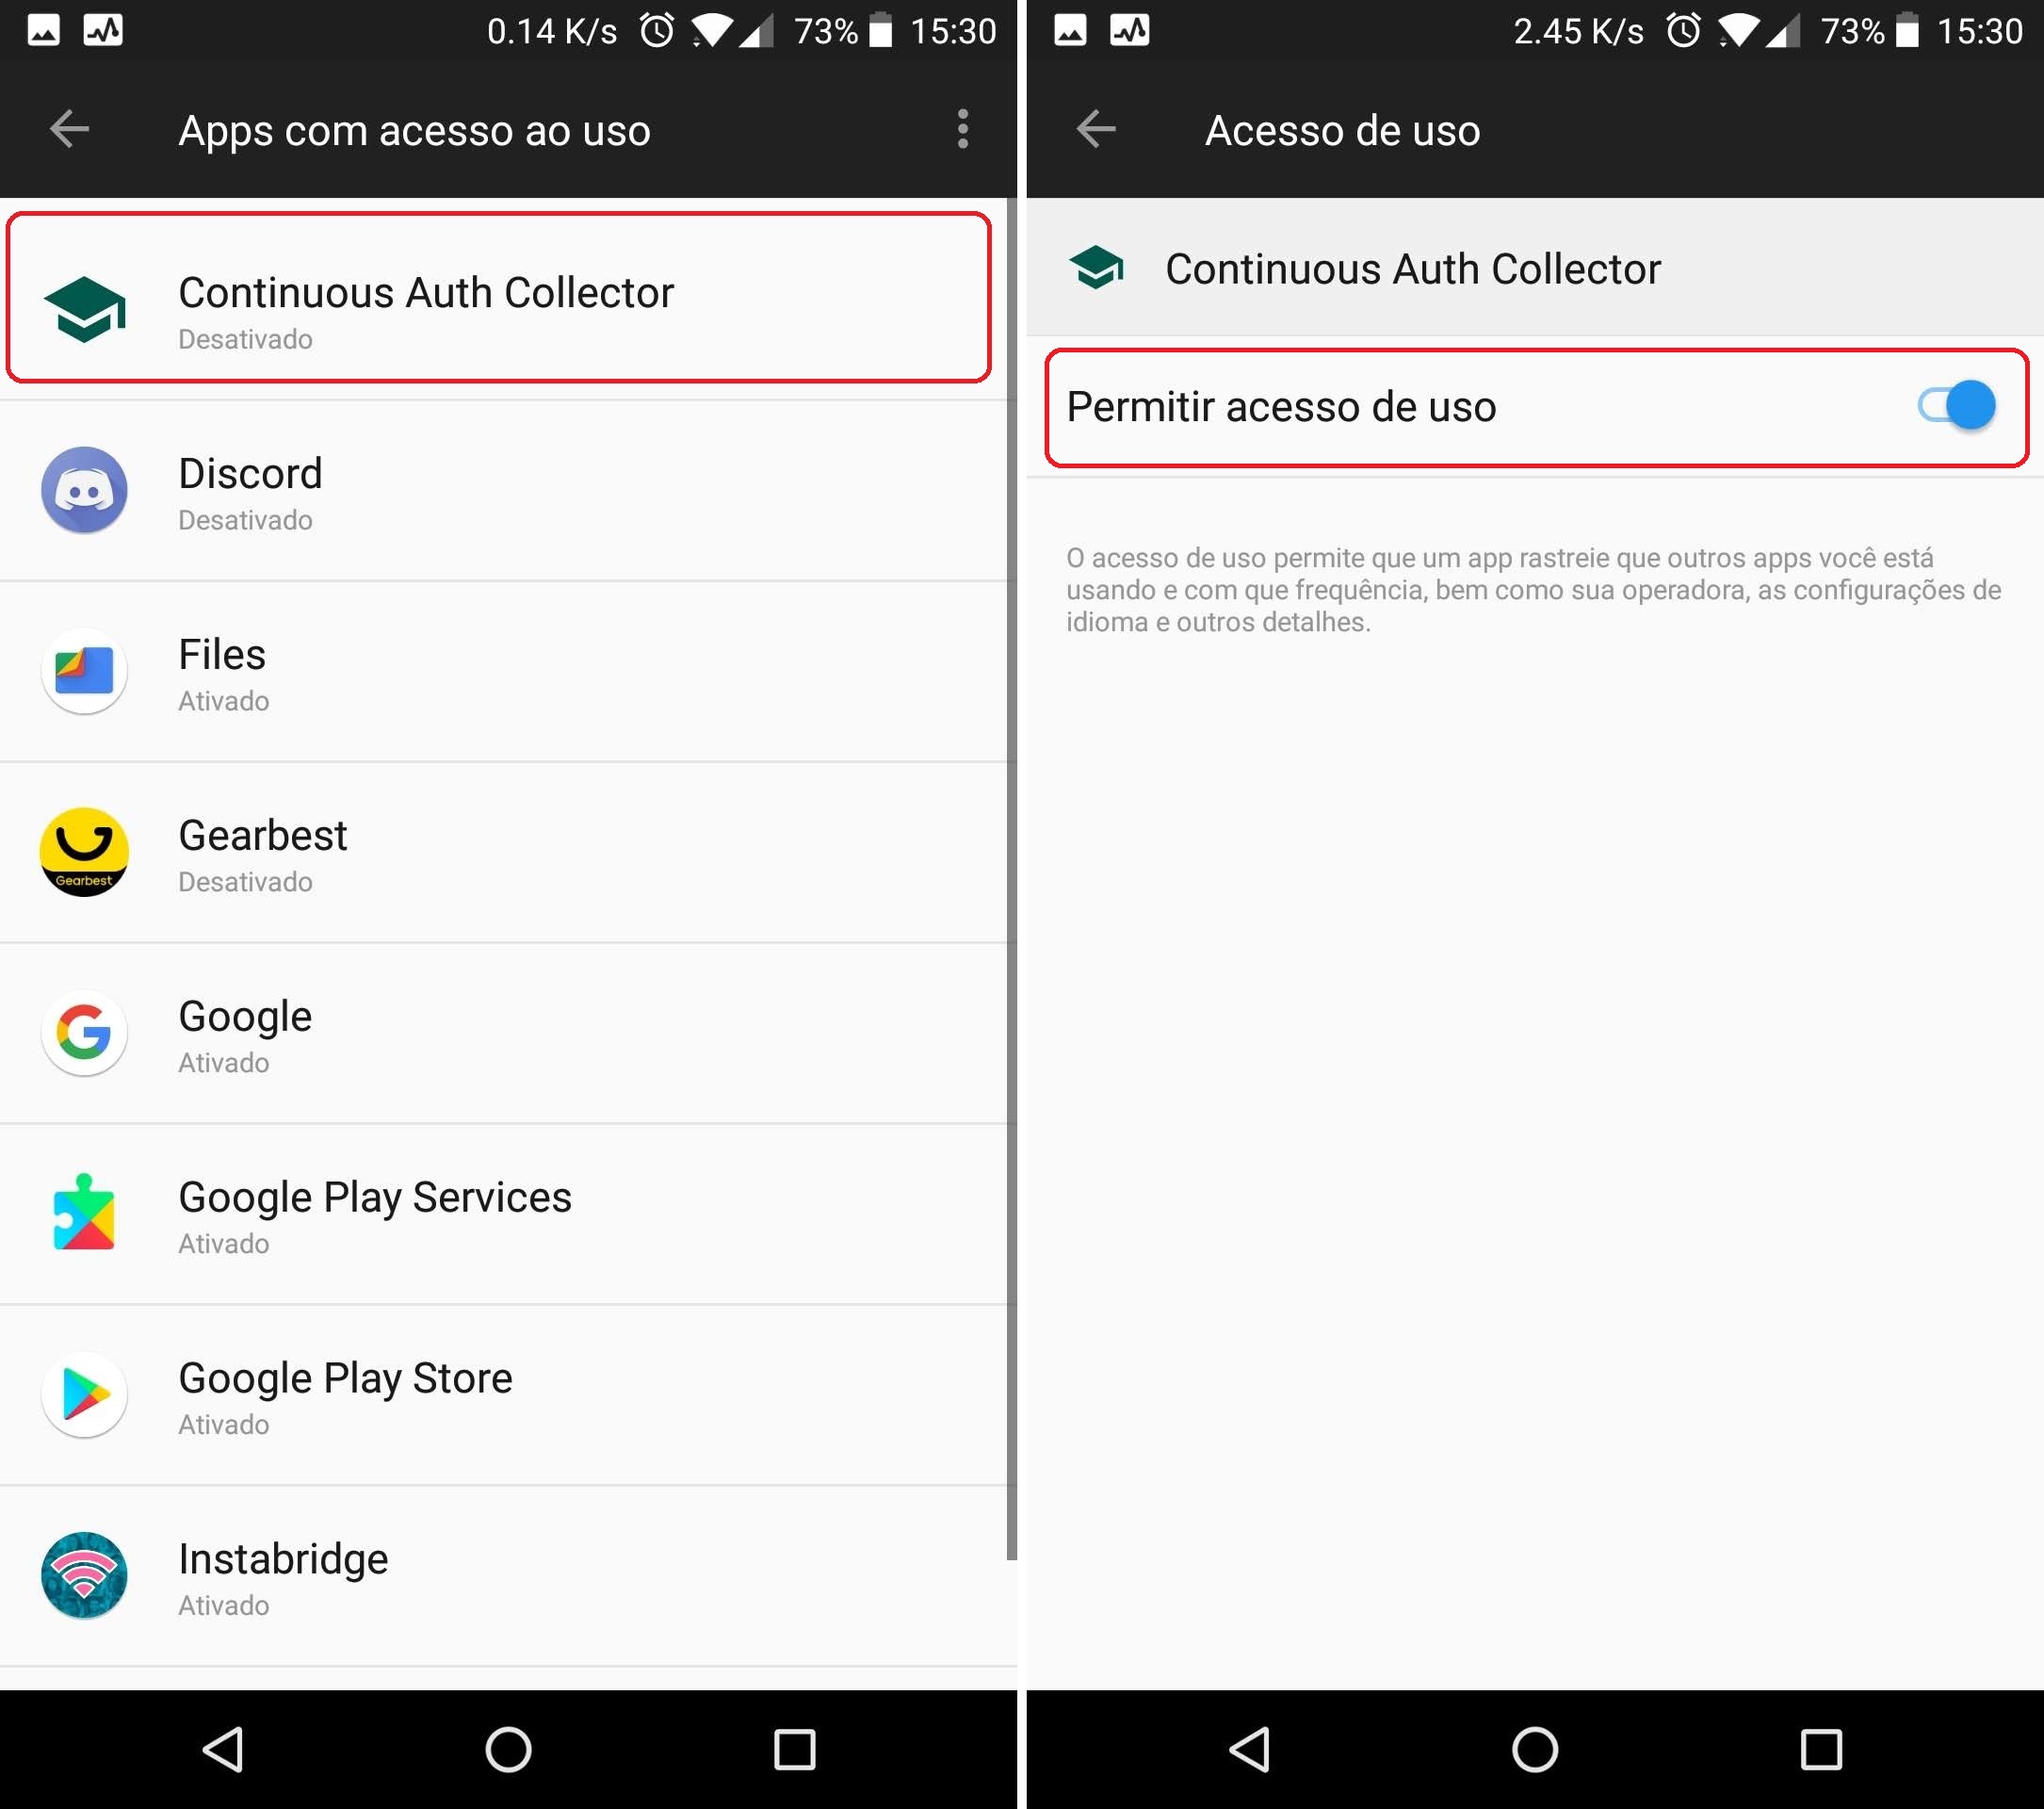 0.14 K/s 73% 15:30
Apps com acesso ao uso
Continuous Auth Collector
Desativado
Discord
Desativado
Files
Ativado
Gearbest
Gearbest
Desativado
Google
Ativado
Google Play Services
Ativado
Google Play Store
Ativado
Instabridge
Ativado
2.45 K/s 73% 15:30
Acesso de uso
Continuous Auth Collector
Permitir acesso de uso
O acesso de uso permite que um app rastreie que outros apps você está
usando e com que frequência, bem como sua operadora, as configurações de
idioma e outros detalhes.